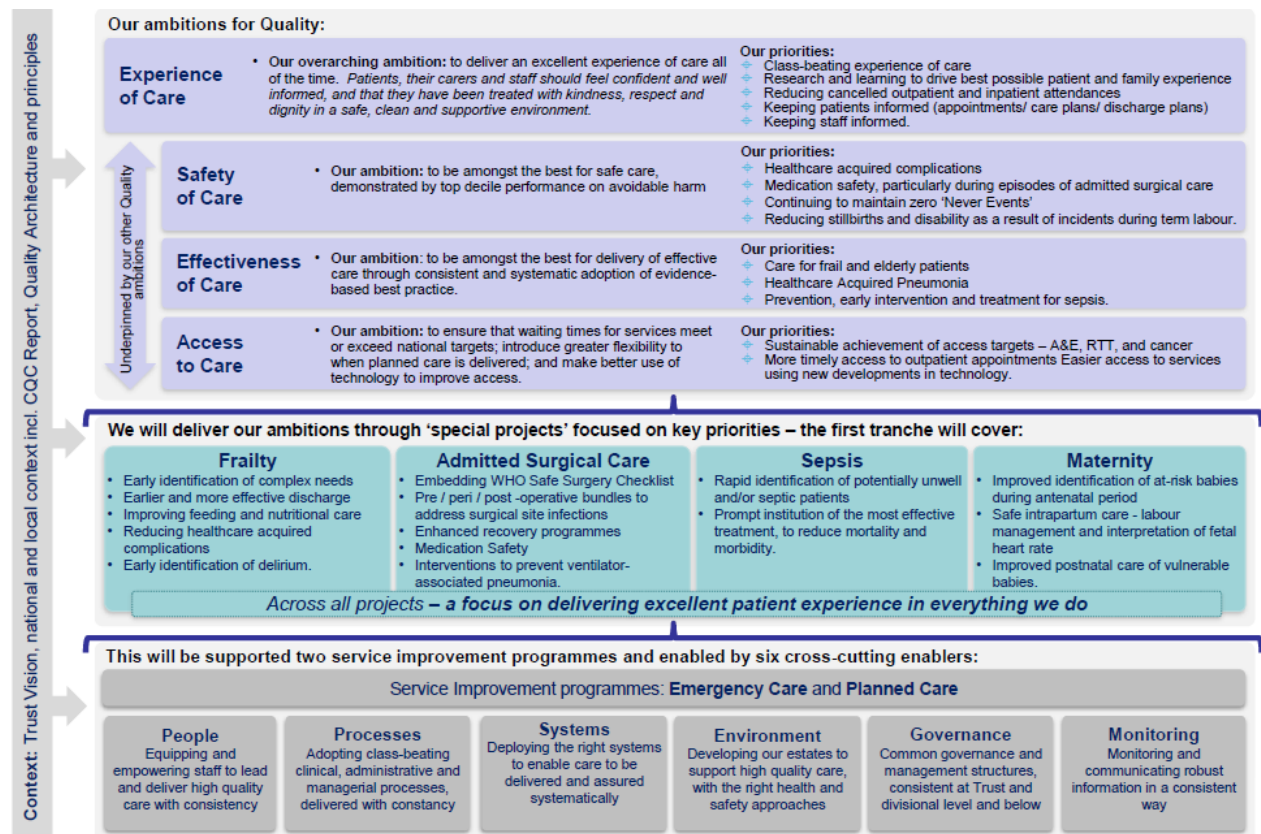 Context: Trust Vision, national and local context incl. CQC Report, Quality Architecture and principles
Our ambitions for Quality:
Experience
of Care
• Our overarching ambition: to deliver an excellent experience of care all
of the time. Patients, their carers and staff should feel confident and well
informed, and that they have been treated with kindness, respect and
dignity in a safe, clean and supportive environment.
Our priorities:
Class-beating experience of care
Research and learning to drive best possible patient and family experience
Reducing cancelled outpatient and inpatient attendances
Keeping patients informed (appointments/ care plans/ discharge plans)
Keeping staff informed.
Underpinned by our other Quality
ambitions
Safety
of Care
• Our ambition: to be amongst the best for safe care,
demonstrated by top decile performance on avoidable harm
Our priorities:
Healthcare acquired complications
Medication safety, particularly during episodes of admitted surgical care
Continuing to maintain zero ‘Never Events’
Reducing stillbirths and disability as a result of incidents during term labour.
Effectiveness
of Care
• Our ambition: to be amongst the best for delivery of effective
care through consistent and systematic adoption of evidence-
based best practice.
Our priorities:
Care for frail and elderly patients
Healthcare Acquired Pneumonia
Prevention, early intervention and treatment for sepsis.
Access
to Care
• Our ambition: to ensure that waiting times for services meet
or exceed national targets; introduce greater flexibility to
when planned care is delivered; and make better use of
technology to improve access.
Our priorities:
Sustainable achievement of access targets – A&E, RTT, and cancer
More timely access to outpatient appointments Easier access to services
using new developments in technology.
We will deliver our ambitions through ‘special projects’ focused on key priorities – the first tranche will cover:
Frailty
• Early identification of complex needs
• Earlier and more effective discharge
• Improving feeding and nutritional care
• Reducing healthcare acquired
complications
• Early identification of delirium.
Admitted Surgical Care
• Embedding WHO Safe Surgery Checklist
• Pre / peri / post -operative bundles to
address surgical site infections
• Enhanced recovery programmes
• Medication Safety
• Interventions to prevent ventilator-
associated pneumonia.
Sepsis
• Rapid identification of potentially unwell
and/or septic patients
• Prompt institution of the most effective
treatment, to reduce mortality and
morbidity.
Maternity
• Improved identification of at-risk babies
during antenatal period
• Safe intrapartum care - labour
management and interpretation of fetal
heart rate
• Improved postnatal care of vulnerable
babies.
Across all projects – a focus on delivering excellent patient experience in everything we do
This will be supported two service improvement programmes and enabled by six cross-cutting enablers:
Service Improvement programmes: Emergency Care and Planned Care
People
Equipping and
empowering staff to lead
and deliver high quality
care with consistency
Processes
Adopting class-beating
clinical, administrative and
managerial processes,
delivered with constancy
Systems
Deploying the right systems
to enable care to be
delivered and assured
systematically
Environment
Developing our estates to
support high quality care,
with the right health and
safety approaches
Governance
Common governance and
management structures,
consistent at Trust and
divisional level and below
Monitoring
Monitoring and
communicating robust
information in a consistent
way